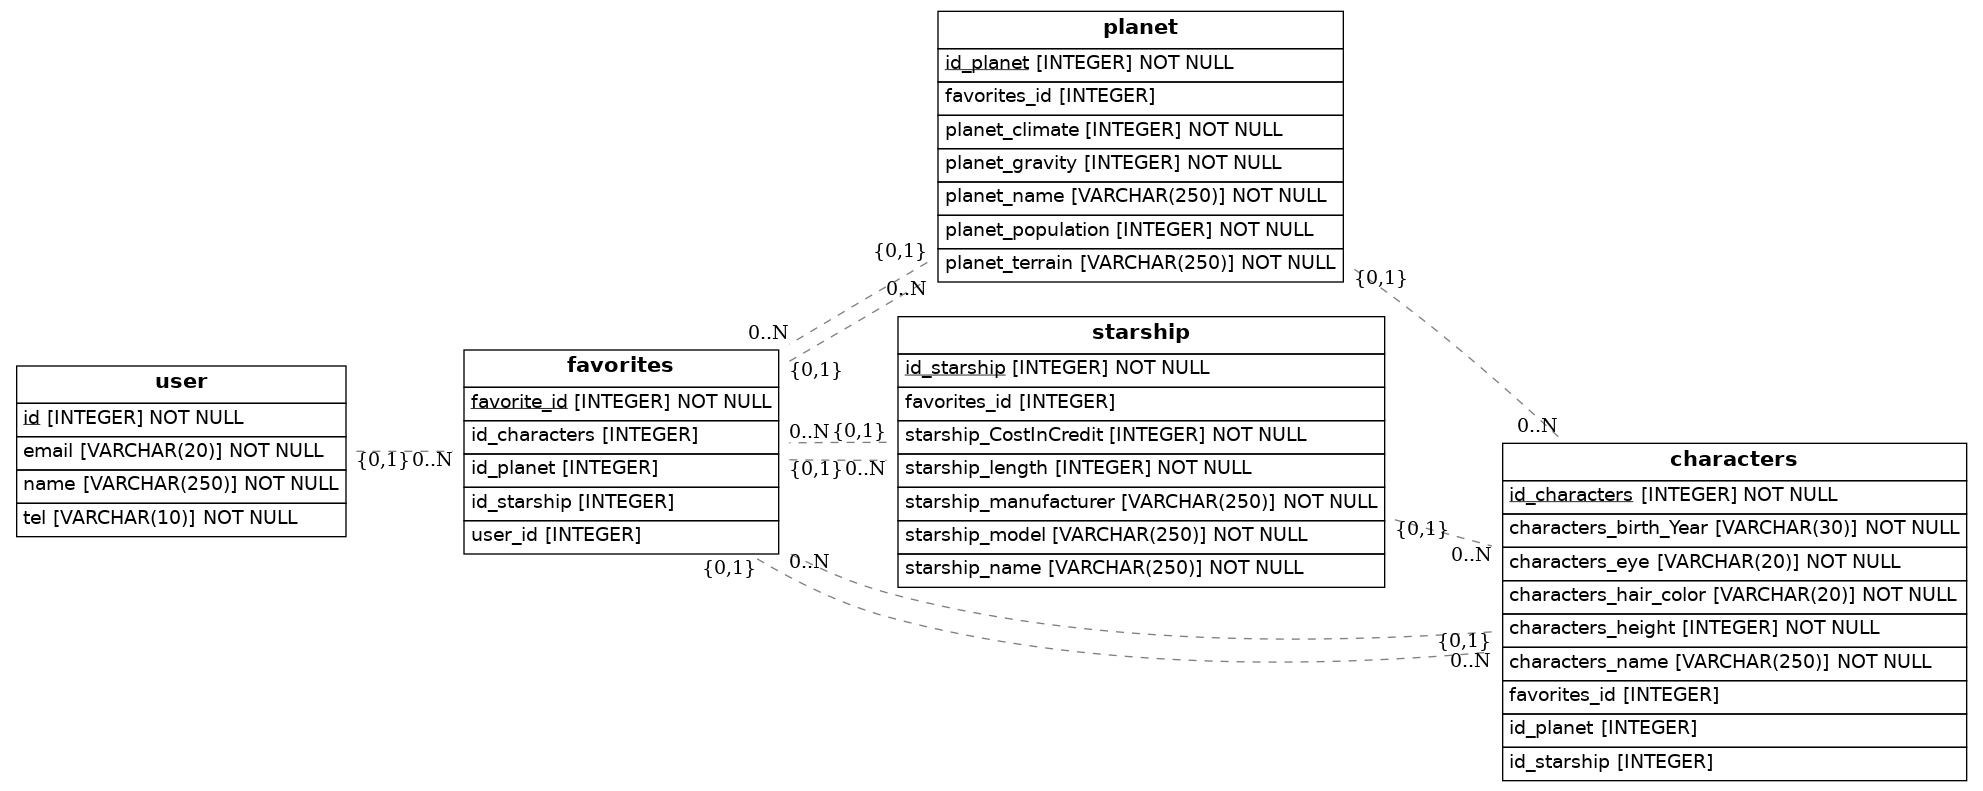 planet
id_planet [INTEGER] NOT NULL
favorites_id [INTEGER]
planet_climate [INTEGER] NOT NULL
planet_gravity [INTEGER] NOT NULL
planet_name [VARCHAR(250)] NOT NULL
planet_population [INTEGER] NOT NULL
planet_terrain [VARCHAR(250)] NOT NULL
{0,1}
0..N
0..N
{0,1}
{0,1}
0..N
user
id [INTEGER] NOT NULL
email [VARCHAR(20)] NOT NULL
name [VARCHAR(250)] NOT NULL
tel [VARCHAR(10)] NOT NULL
{0,1} 0..N
favorites
favorite_id [INTEGER] NOT NULL
id_characters [INTEGER]
id_planet [INTEGER]
id_starship [INTEGER]
user_id [INTEGER]
0..N {0,1}
{0,1} 0..N
starship
id_starship [INTEGER] NOT NULL
favorites_id [INTEGER]
starship_CostInCredit [INTEGER] NOT NULL
starship_length [INTEGER] NOT NULL
starship_manufacturer [VARCHAR(250)] NOT NULL
starship_model [VARCHAR(250)] NOT NULL
starship_name [VARCHAR(250)] NOT NULL
{0,1}
0..N
{0,1}
0..N
{0,1}
0..N
characters
id_characters [INTEGER] NOT NULL
characters_birth_Year [VARCHAR(30)] NOT NULL
characters_eye [VARCHAR(20)] NOT NULL
characters_hair_color [VARCHAR(20)] NOT NULL
characters_height [INTEGER] NOT NULL
characters_name [VARCHAR(250)] NOT NULL
favorites_id [INTEGER]
id_planet [INTEGER]
id_starship [INTEGER]